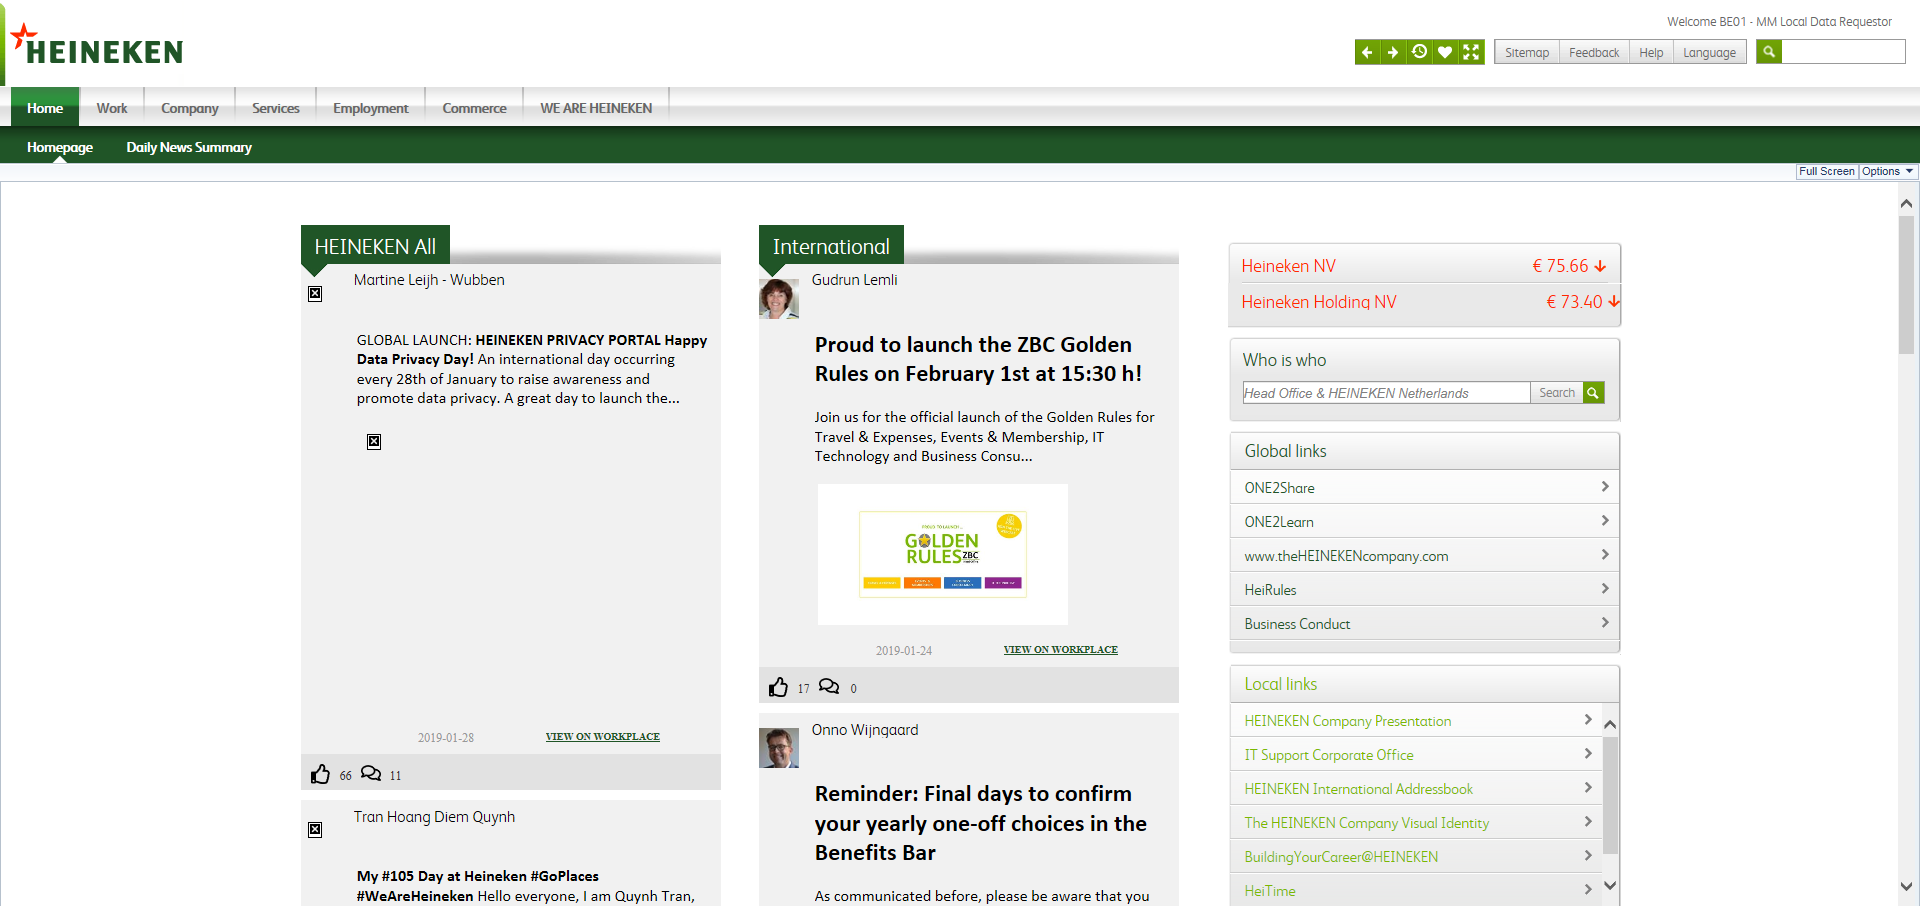 Welcome BE01 - MM Local Data Requestor
HEINEKEN
Sitemap
Feedback
Help
Language
Home
Work
Company
Services
Employment
Commerce
WE ARE HEINEKEN
Homepage
Daily News Summary
Full Screen
Options
HEINEKEN All
Martine Leijh - Wubben
GLOBAL LAUNCH: HEINEKEN PRIVACY PORTAL Happy
Data Privacy Day! An international day occurring
every 28th of January to raise awareness and
promote data privacy. A great day to launch the...
2019-01-28
VIEW ON WORKPLACE
66
11
Tran Hoang Diem Quynh
My #105 Day at Heineken #GoPlaces
#WeAreHeineken Hello everyone, I am Quynh Tran,
International
Gudrun Lemli
Proud to launch the ZBC Golden
Rules on February 1st at 15:30 h!
Join us for the official launch of the Golden Rules for
Travel & Expenses, Events & Membership, IT
Technology and Business Consu...
PROUD TO LAUNCH...
GOLDEN
RULES ZBC
2019-01-24
VIEW ON WORKPLACE
17
0
Onno Wijngaard
Reminder: Final days to confirm
your yearly one-off choices in the
Benefits Bar
As communicated before, please be aware that you
Heineken NV € 75.66
Heineken Holding NV € 73.40
Who is who
Head Office & HEINEKEN Netherlands
Search
Global links
ONE2Share
ONE2Learn
www.theHEINEKENcompany.com
HeiRules
Business Conduct
Local links
HEINEKEN Company Presentation
IT Support Corporate Office
HEINEKEN International Addressbook
The HEINEKEN Company Visual Identity
BuildingYourCareer@HEINEKEN
HeiTime